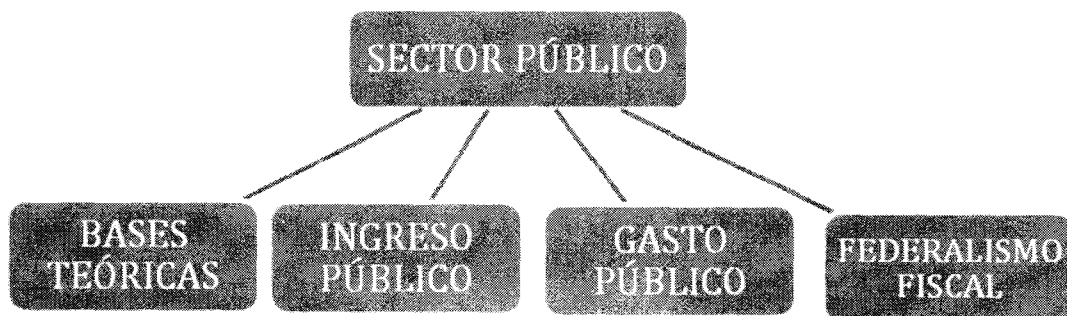 SECTOR PÚBLICO
BASES
TEÓRICAS
INGRESO
PÚBLICO
GASTO
PÚBLICO
FEDERALISMO
FISCAL